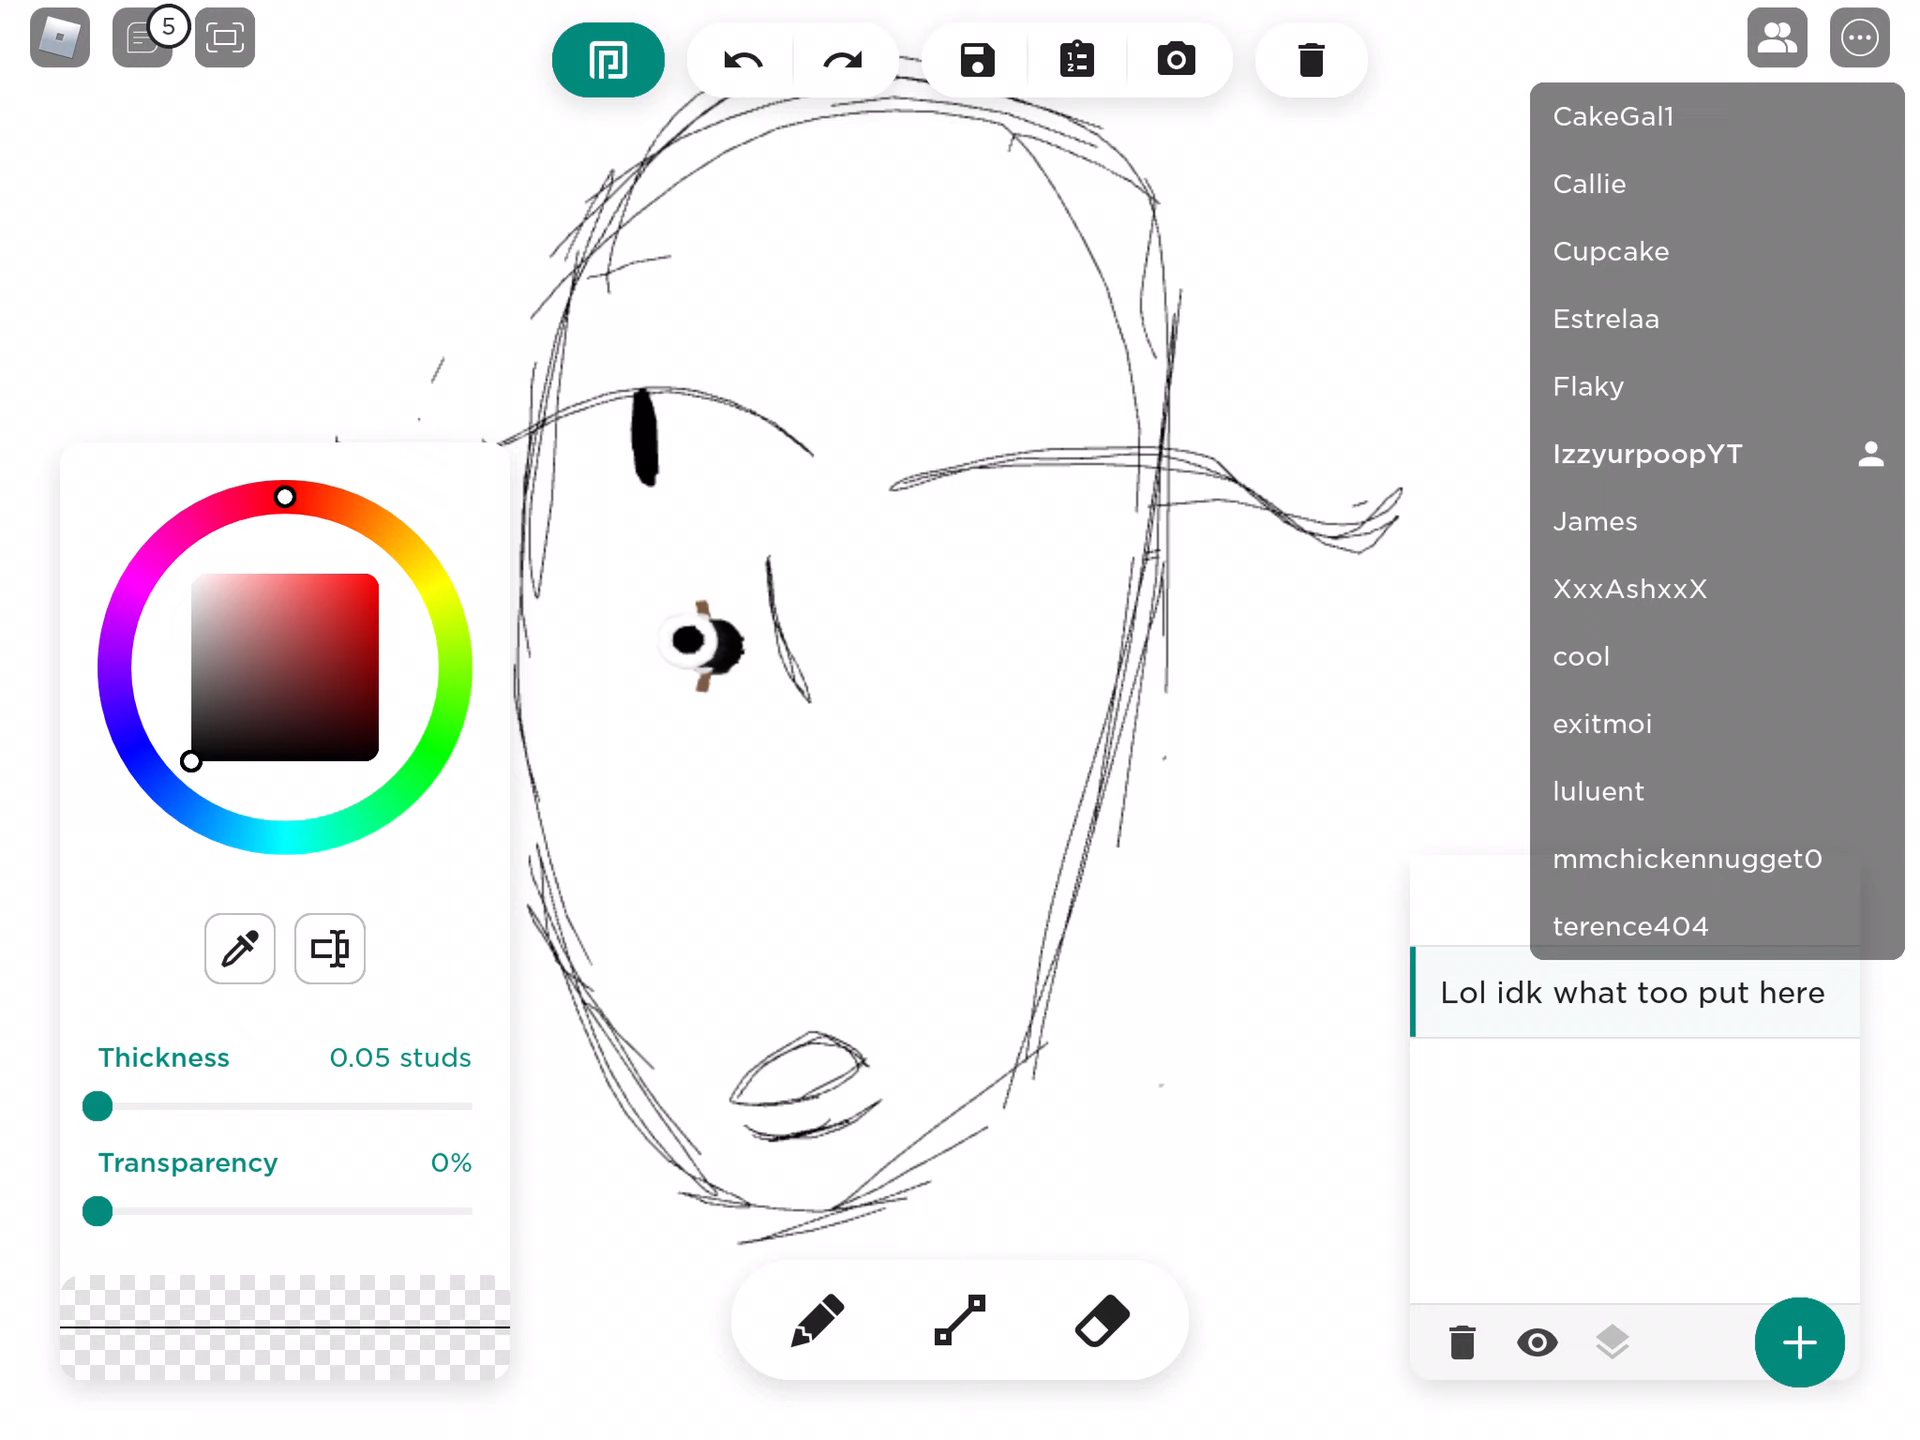 5
CakeGal1
Callie
Cupcake
Estrelaa
Flaky
IzzyurpoopYT
James
XxxAshxxX
cool
exitmoi
luluent
mmchickennugget0
terence404
Lol idk what too put here
Thickness 0.05 studs
Transparency 0%